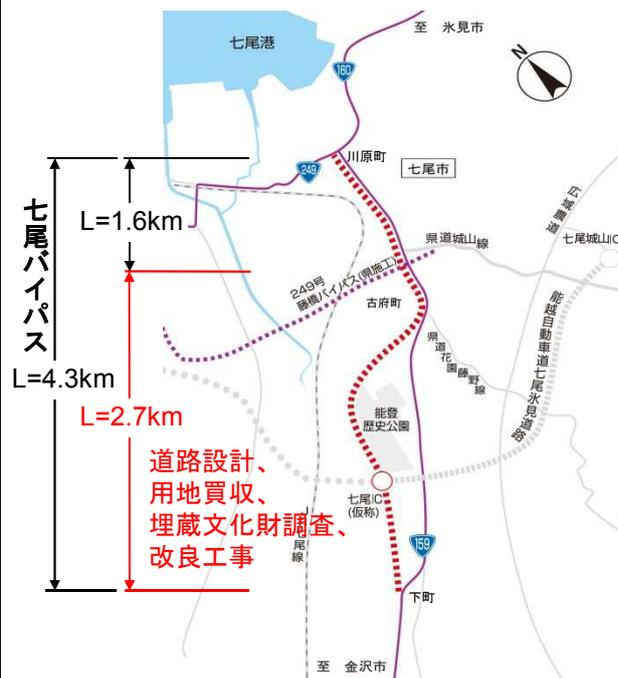 至 氷見市
七尾港
N
160
川原町
249
七尾市
七尾バイパス
L=1.6km
広域農道
県道城山線
七尾城山IC
249号
藤橋バイパス(県施工)
古府町
能越自動車道七尾氷見道路
県道花園藤野線
L=4.3km
L=2.7km
能登
歴史公園
道路設計、
用地買収、
埋蔵文化財調査、
改良工事
七尾IC
(仮称)
七尾線
159
下町
至 金沢市